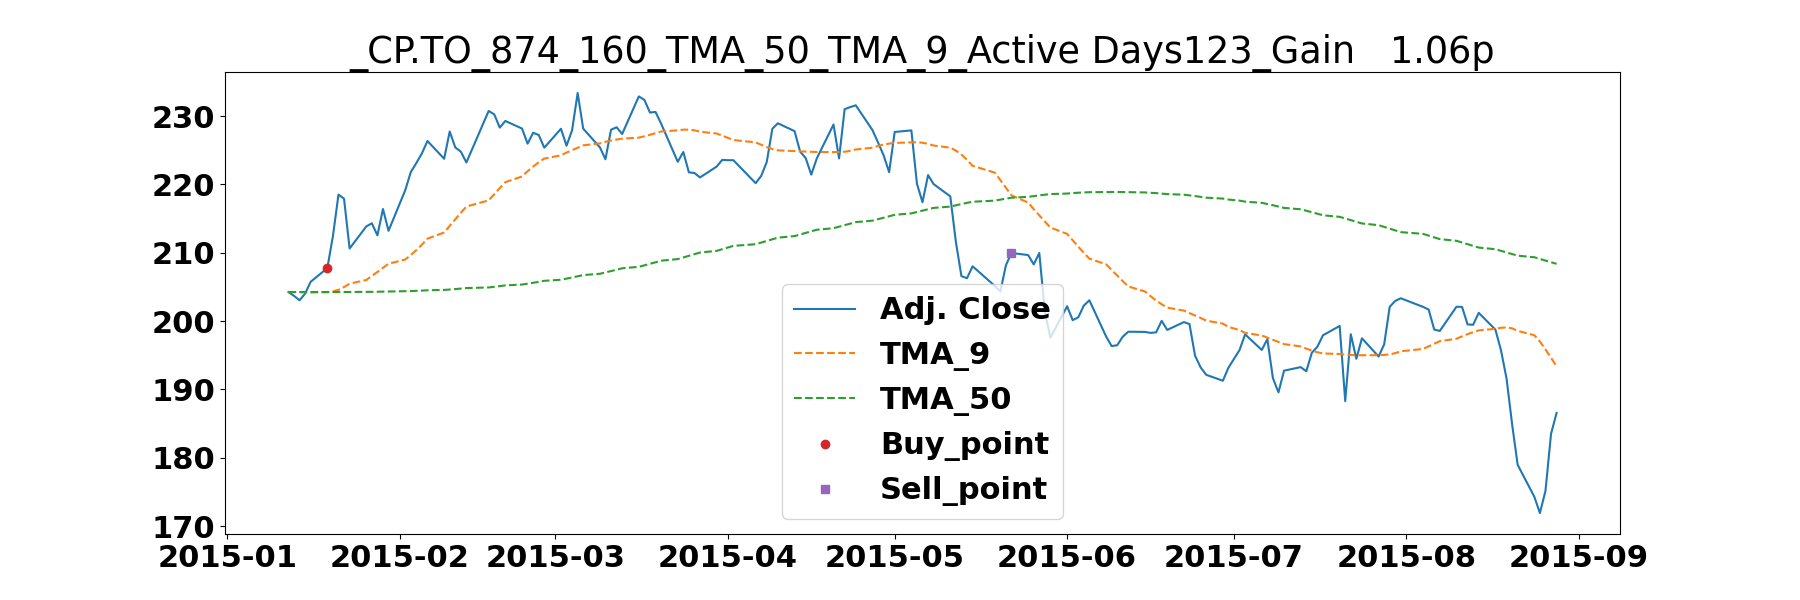 _CP.TO_874_160_TMA_50_TMA_9_Active Days123_Gain   1.06p
230
220
210
200
190
180
170
Adj. Close
TMA_9
TMA_50
Buy_point
Sell_point
2015-01 2015-02 2015-03 2015-04 2015-05 2015-06 2015-07 2015-08 2015-09